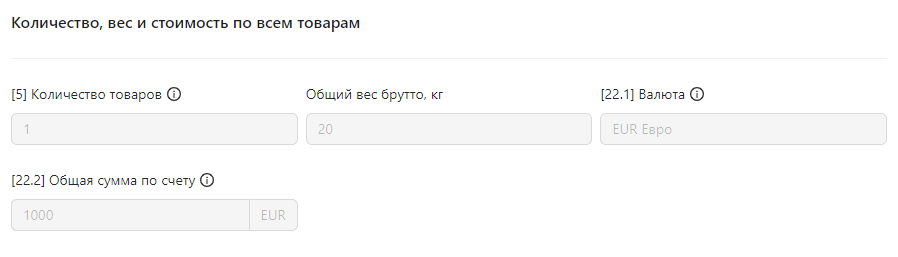 Количество, вес и стоимость по всем товарам
[5] Количество товаров Общий вес брутто, кг [22.1] Валюта
1 20 EUR Евро
[22.2] Общая сумма по счету
1000 EUR